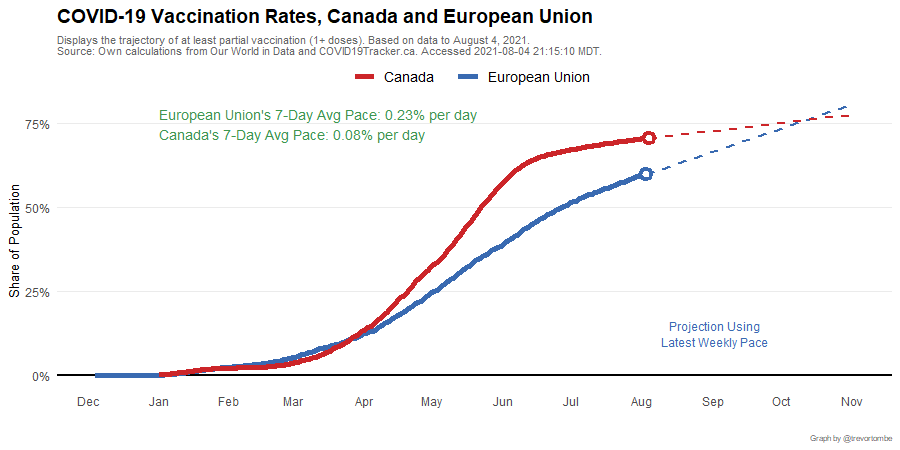 COVID-19 Vaccination Rates, Canada and European Union
Displays the trajectory of at least partial vaccination (1+ doses). Based on data to August 4, 2021.
Source: Own calculations from Our World in Data and COVID19Tracker.ca. Accessed 2021-08-04 21:15:10 MDT.
Canada European Union
European Union's 7-Day Avg Pace: 0.23% per day
Canada's 7-Day Avg Pace: 0.08% per day
75%
50%
25%
0%
Share of Population
Projection Using
Latest Weekly Pace
Dec Jan Feb Mar Apr May Jun Jul Aug Sep Oct Nov
Graph by @trevortombe